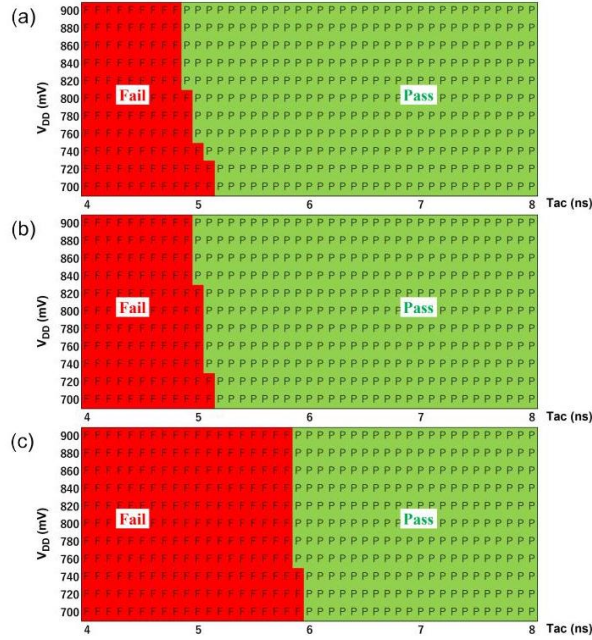 (a)
V_DD (mV)
900 F F F F F F F F F P P P P P P P P P P P P P P P P P P P P P P P P P P P P P P P P
880 F F F F F F F F F P P P P P P P P P P P P P P P P P P P P P P P P P P P P P P P P
860 F F F F F F F F F P P P P P P P P P P P P P P P P P P P P P P P P P P P P P P P P
840 F F F F F F F F F P P P P P P P P P P P P P P P P P P P P P P P P P P P P P P P P
820 F F F F F F F F F P P P P P P P P P P P P P P P P P P P P P P P P P P P P P P P P
800 F F F Fail F F F F P P P P P P P P P P P P P P P P P P P Pass P P P P P P P P P
780 F F F F F F F F F F P P P P P P P P P P P P P P P P P P P P P P P P P P P P P P P
760 F F F F F F F F F F P P P P P P P P P P P P P P P P P P P P P P P P P P P P P P P
740 F F F F F F F F F F F P P P P P P P P P P P P P P P P P P P P P P P P P P P P P P
720 F F F F F F F F F F F F P P P P P P P P P P P P P P P P P P P P P P P P P P P P P
700 F F F F F F F F F F F F P P P P P P P P P P P P P P P P P P P P P P P P P P P P P
4 5 6 7 8 Tac (ns)
(b)
V_DD (mV)
900 F F F F F F F F F F P P P P P P P P P P P P P P P P P P P P P P P P P P P P P P P
880 F F F F F F F F F F P P P P P P P P P P P P P P P P P P P P P P P P P P P P P P P
860 F F F F F F F F F F P P P P P P P P P P P P P P P P P P P P P P P P P P P P P P P
840 F F F F F F F F F F P P P P P P P P P P P P P P P P P P P P P P P P P P P P P P P
820 F F F F F F F F F F F P P P P P P P P P P P P P P P P P P P P P P P P P P P P P P
800 F F F Fail F F F F F P P P P P P P P P P P P P P P P P P Pass P P P P P P P P P
780 F F F F F F F F F F F P P P P P P P P P P P P P P P P P P P P P P P P P P P P P P
760 F F F F F F F F F F F P P P P P P P P P P P P P P P P P P P P P P P P P P P P P P
740 F F F F F F F F F F F P P P P P P P P P P P P P P P P P P P P P P P P P P P P P P
720 F F F F F F F F F F F F P P P P P P P P P P P P P P P P P P P P P P P P P P P P P
700 F F F F F F F F F F F F P P P P P P P P P P P P P P P P P P P P P P P P P P P P P
4 5 6 7 8 Tac (ns)
(c)
V_DD (mV)
900 F F F F F F F F F F F F F F F F F F F P P P P P P P P P P P P P P P P P P P P P P
880 F F F F F F F F F F F F F F F F F F F P P P P P P P P P P P P P P P P P P P P P P
860 F F F F F F F F F F F F F F F F F F F P P P P P P P P P P P P P P P P P P P P P P
840 F F F F F F F F F F F F F F F F F F F P P P P P P P P P P P P P P P P P P P P P P
820 F F F F F F F F F F F F F F F F F F F P P P P P P P P P P P P P P P P P P P P P P
800 F F F Fail F F F F F F F F F F F F F P P P P P P P P P P Pass P P P P P P P P P
780 F F F F F F F F F F F F F F F F F F F P P P P P P P P P P P P P P P P P P P P P P
760 F F F F F F F F F F F F F F F F F F F P P P P P P P P P P P P P P P P P P P P P P
740 F F F F F F F F F F F F F F F F F F F F P P P P P P P P P P P P P P P P P P P P P
720 F F F F F F F F F F F F F F F F F F F F P P P P P P P P P P P P P P P P P P P P P
700 F F F F F F F F F F F F F F F F F F F F P P P P P P P P P P P P P P P P P P P P P
4 5 6 7 8 Tac (ns)